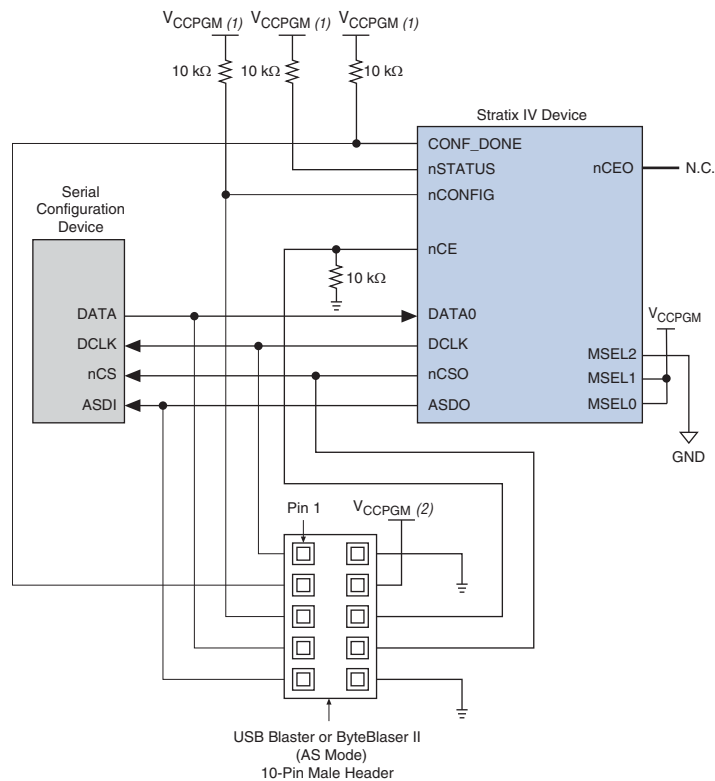 VCCPGM (1) VCCPGM (1) VCCPGM (1)
10 kΩ 10 kΩ 10 kΩ
Stratix IV Device
CONF_DONE
nSTATUS
nCONFIG
nCEO
N.C.
Serial
Configuration
Device
nCE
10 kΩ
DATA
DCLK
nCS
ASDI
DATA0
DCLK
nCSO
ASDO
VCCPGM
MSEL2
MSEL1
MSEL0
GND
Pin 1
VCCPGM (2)
USB Blaster or ByteBlaser II
(AS Mode)
10-Pin Male Header